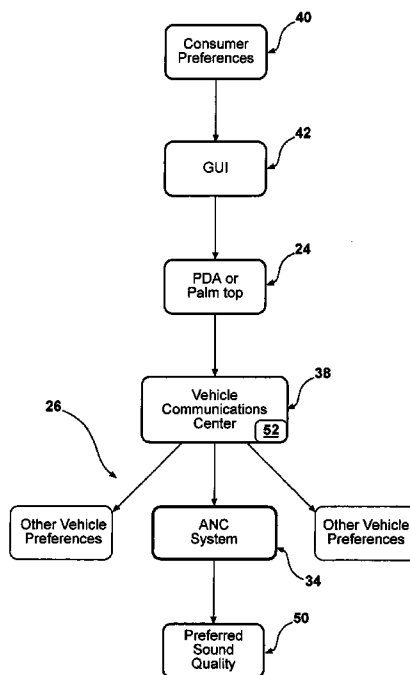 40
Consumer
Preferences
42
GUI
24
PDA or
Palm top
38
Vehicle
Communications
Center
52
26
Other Vehicle
Preferences
ANC
System
Other Vehicle
Preferences
34
50
Preferred
Sound
Quality